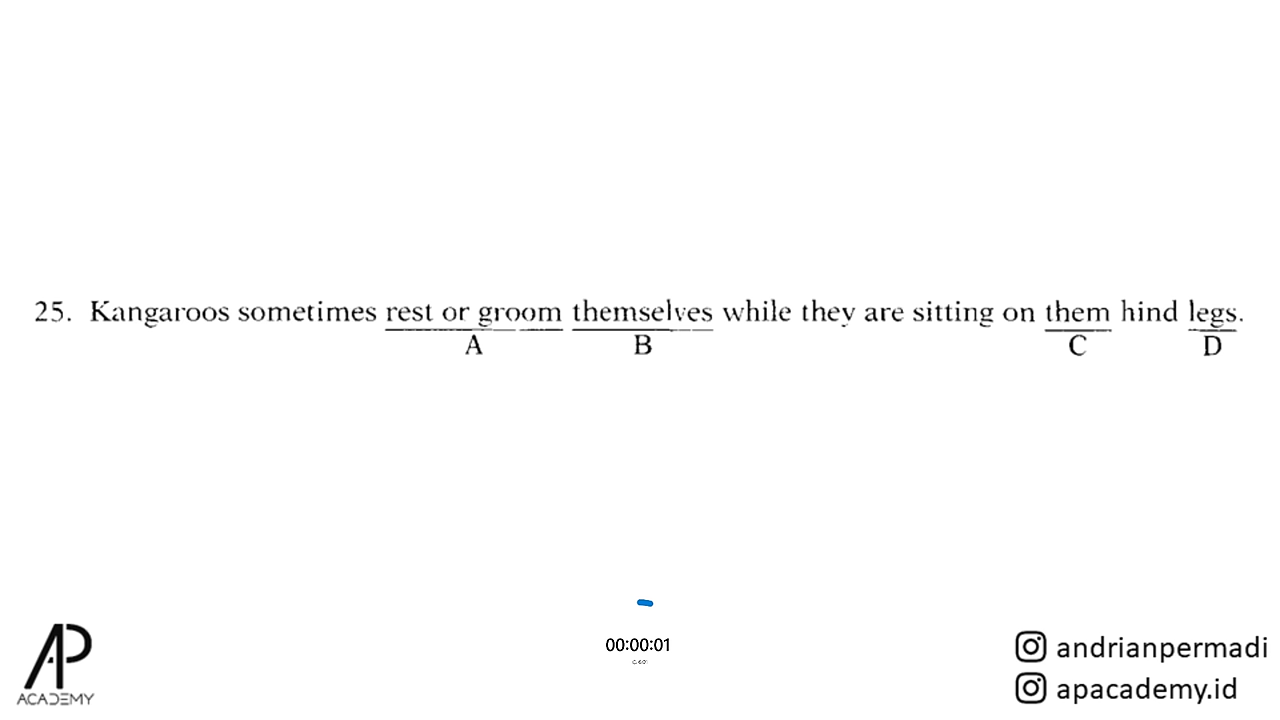 25. Kangaroos sometimes rest or groom themselves while they are sitting on them hind legs.
A B C D
00:00:01
AP
ACADEMY
andrianpermadi
apacademy.id